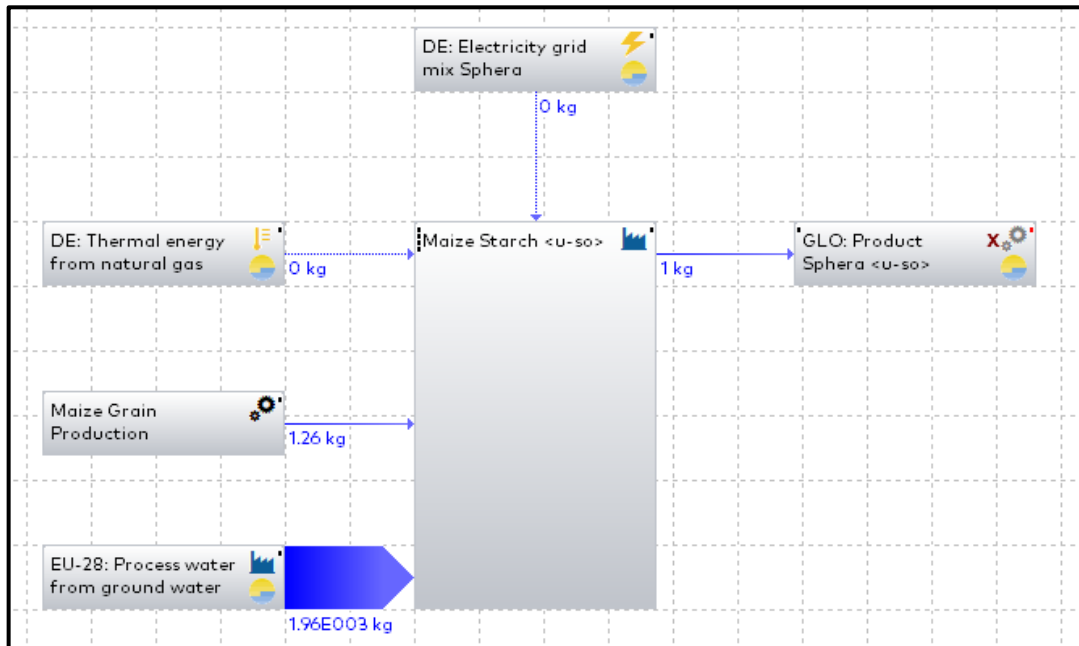 DE: Electricity grid
mix Sphera
0 kg
DE: Thermal energy
from natural gas
0 kg
Maize Starch <u-so>
1 kg
GLO: Product
Sphera <u-so>
X
Maize Grain
Production
1.26 kg
EU-28: Process water
from ground water
1.96E003 kg